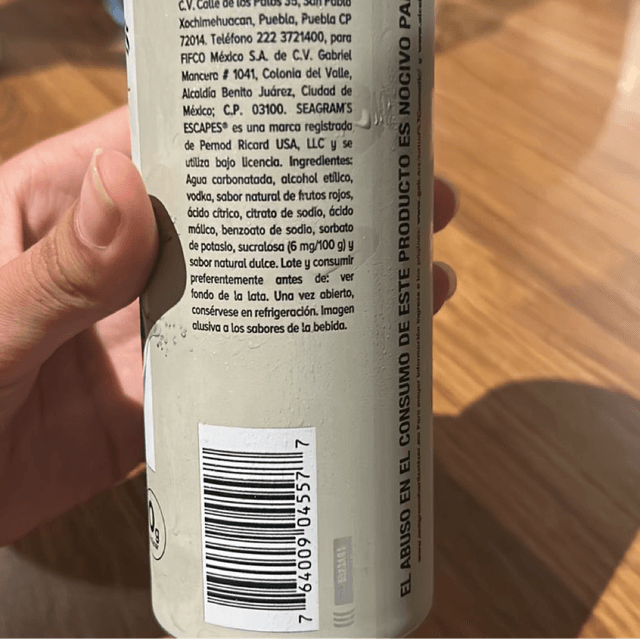 C.V. Calle de los Patos 35, San Pablo
Xochimehuacan, Puebla, Puebla CP
72014. Teléfono 222 3721400, para
FIFCO México S.A. de C.V. Gabriel
Mancera # 1041, Colonia del Valle,
Alcaldía Benito Juárez, Ciudad de
México; C.P. 03100. SEAGRAM'S
ESCAPES® es una marca registrada
de Pernod Ricard USA, LLC y se
utiliza bajo licencia. Ingredientes:
Agua carbonatada, alcohol etílico,
vodka, sabor natural de frutos rojos,
ácido cítrico, citrato de sodio, ácido
málico, benzoato de sodio, sorbato
de potasio, sucralosa (6 mg/100 g) y
sabor natural dulce. Lote y consumir
preferentemente antes de: ver
fondo de la lata. Una vez abierto,
consérvese en refrigeración. Imagen
alusiva a los sabores de la bebida.
7 64009 04557 7
EL ABUSO EN EL CONSUMO DE ESTE PRODUCTO ES NOCIVO PA